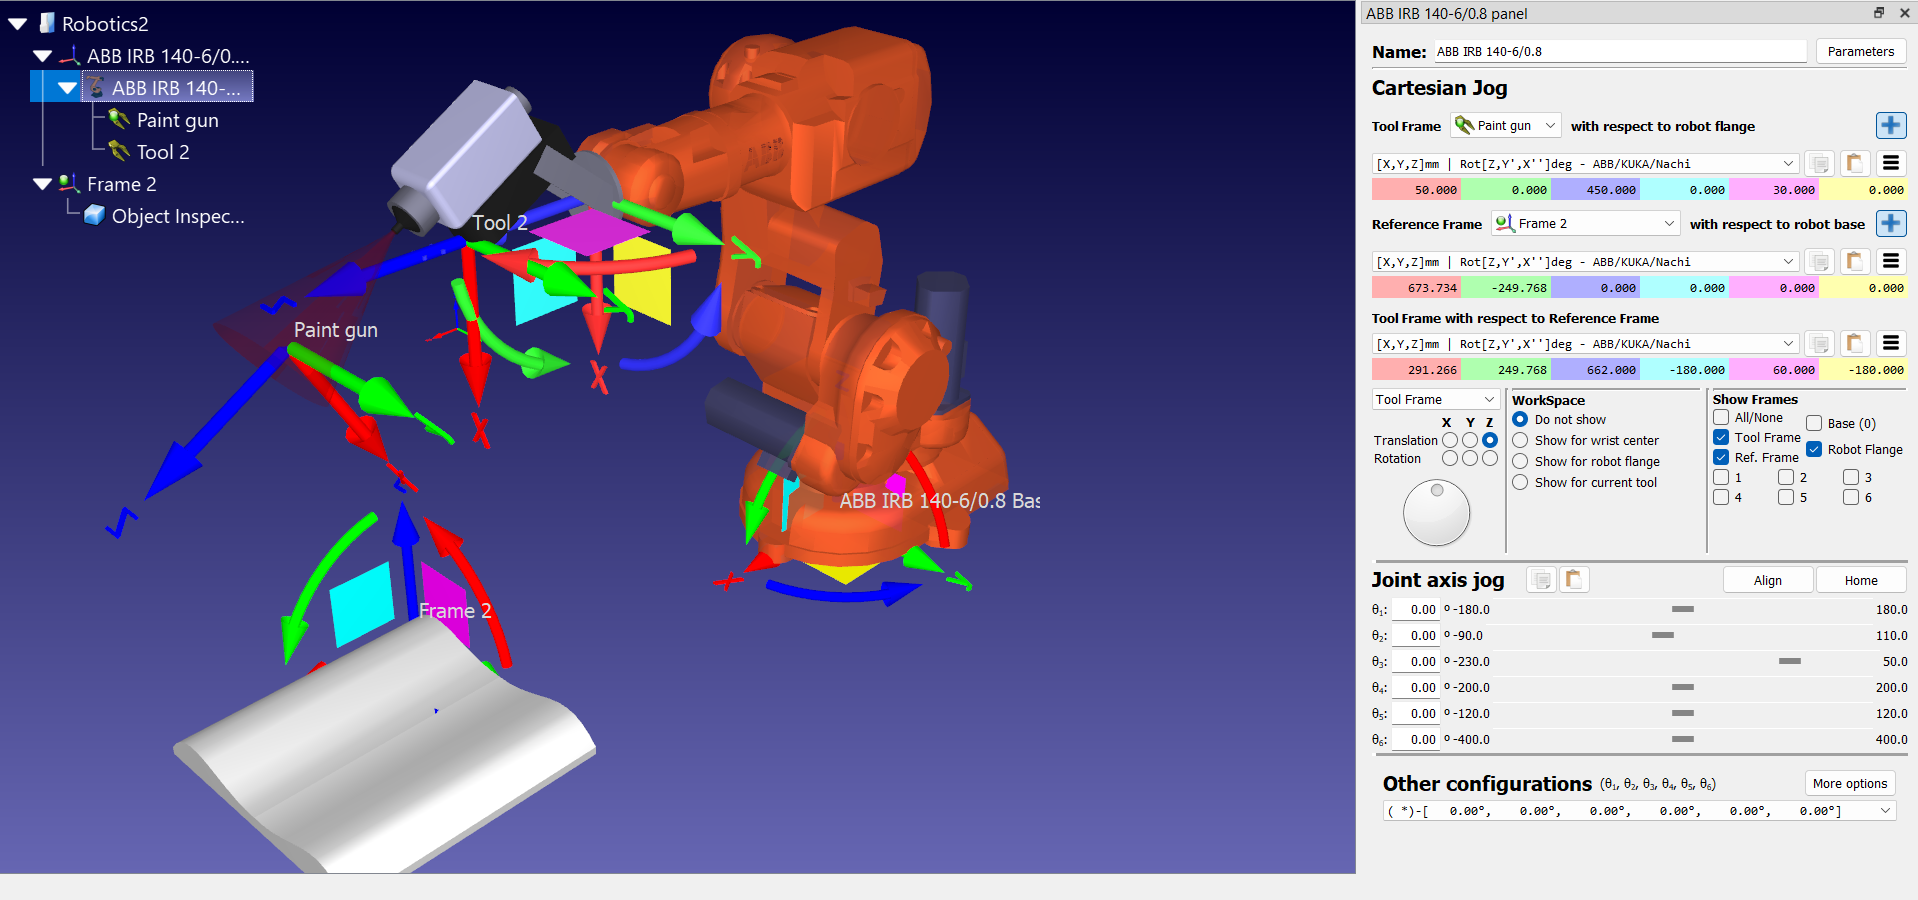 Robotics2
ABB IRB 140-6/0....
ABB IRB 140-...
Paint gun
Tool 2
Frame 2
Object Inspec...
ABB
Tool 2
Y
Y
Z
X
X
Paint gun
Y
X
Z
Z
ABB IRB 140-6/0.8 Bas
X
Y
Frame 2
ABB IRB 140-6/0.8 panel
Name: ABB IRB 140-6/0.8 Parameters
Cartesian Jog
Tool Frame Paint gun with respect to robot flange
[X,Y,Z]mm | Rot[Z,Y',X'']deg - ABB/KUKA/Nachi
50.000 0.000 450.000 0.000 30.000 0.000
Reference Frame Frame 2 with respect to robot base
[X,Y,Z]mm | Rot[Z,Y',X'']deg - ABB/KUKA/Nachi
673.734 -249.768 0.000 0.000 0.000 0.000
Tool Frame with respect to Reference Frame
[X,Y,Z]mm | Rot[Z,Y',X'']deg - ABB/KUKA/Nachi
291.266 249.768 662.000 -180.000 60.000 -180.000
Tool Frame
X Y Z
Translation
Rotation
WorkSpace
Do not show
Show for wrist center
Show for robot flange
Show for current tool
Show Frames
All/None Base (0)
Tool Frame
Ref. Frame Robot Flange
1 2 3
4 5 6
Joint axis jog Align Home
θ₁: 0.00 º -180.0 180.0
θ₂: 0.00 º -90.0 110.0
θ₃: 0.00 º -230.0 50.0
θ₄: 0.00 º -200.0 200.0
θ₅: 0.00 º -120.0 120.0
θ₆: 0.00 º -400.0 400.0
Other configurations (θ₁, θ₂, θ₃, θ₄, θ₅, θ₆) More options
( *)-[ 0.00°, 0.00°, 0.00°, 0.00°, 0.00°, 0.00°]